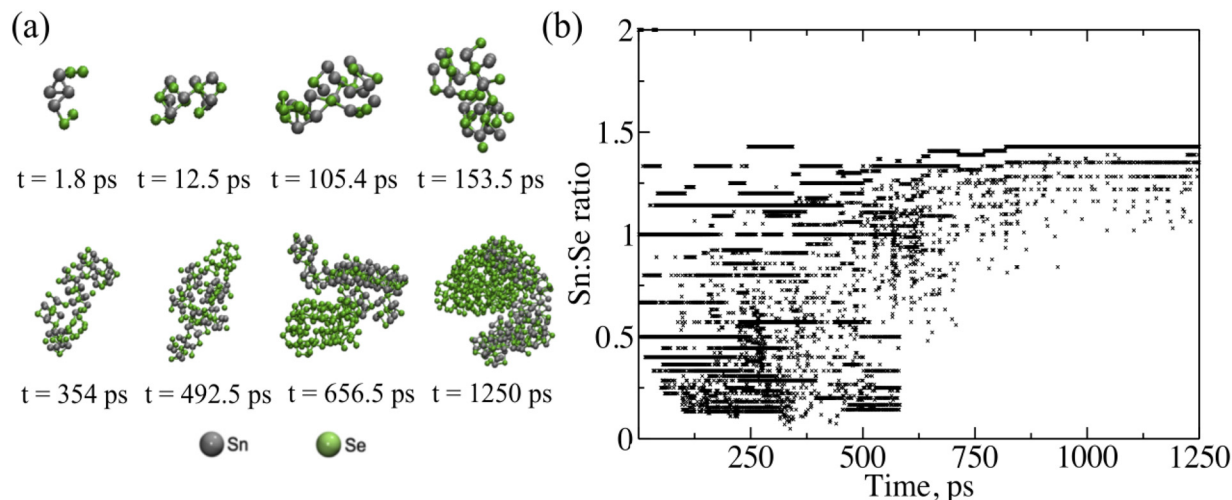 (a)
t = 1.8 ps t = 12.5 ps t = 105.4 ps t = 153.5 ps
t = 354 ps t = 492.5 ps t = 656.5 ps t = 1250 ps
Sn Se
(b)
Sn:Se ratio
2
1.5
1
0.5
0
250 500 750 1000 1250
Time, ps